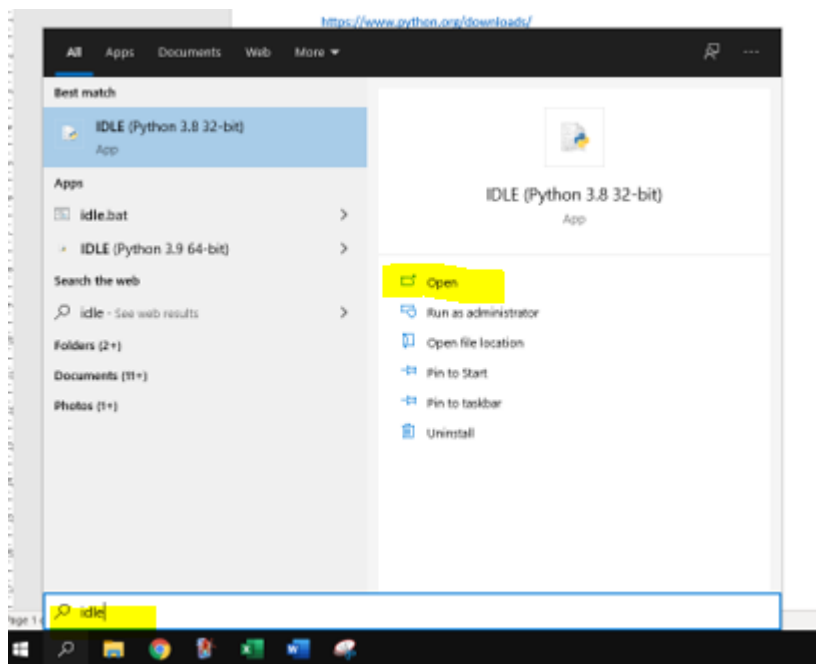 https://www.python.org/downloads/
All Apps Documents Web More
Best match
IDLE (Python 3.8 32-bit)
App
Apps
idle.bat
IDLE (Python 3.9 64-bit)
Search the web
idle - See web results
Folders (2+)
Documents (11+)
Photos (1+)
IDLE (Python 3.8 32-bit)
App
Open
Run as administrator
Open file location
Pin to Start
Pin to taskbar
Uninstall
idle
Page 1